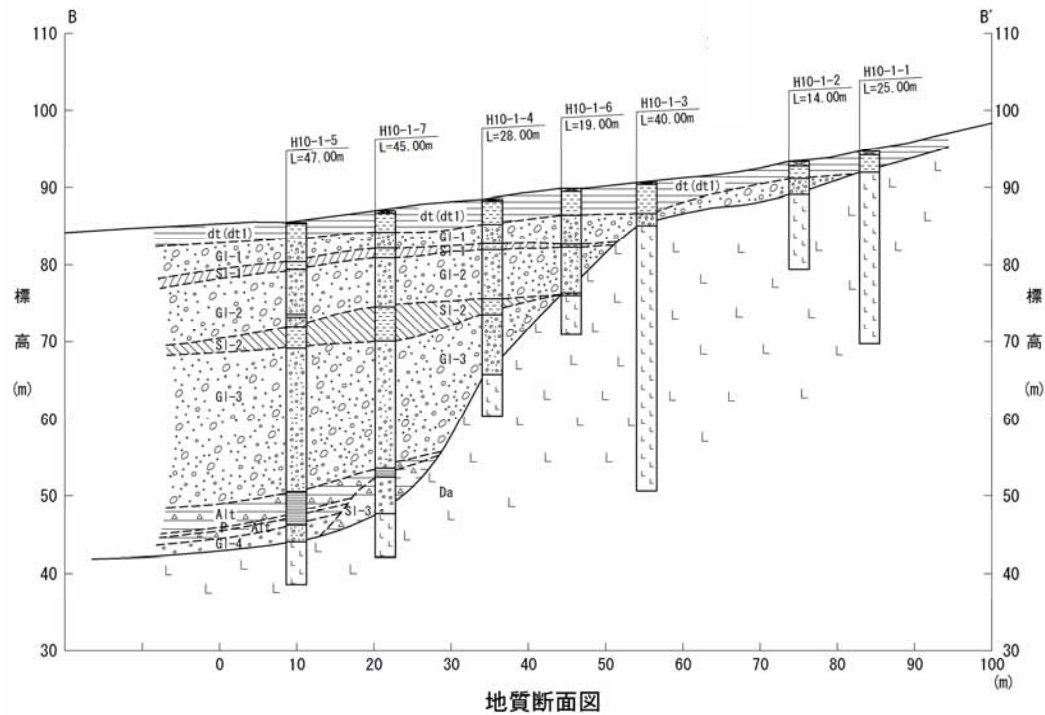 B
B'
110
100
90
80
70
60
50
40
30
標高(m)
110
100
90
80
70
60
50
40
30
標高(m)
H10-1-5
L=47.00m
H10-1-7
L=45.00m
H10-1-4
L=28.00m
H10-1-6
L=19.00m
H10-1-3
L=40.00m
H10-1-2
L=14.00m
H10-1-1
L=25.00m
dt(dt1)
dt(dt1)
dt(dt1)
Gl-1
Gl-1
Sl-1
Sl-1
Gl-2
Gl-2
Sl-2
Sl-2
Gl-3
Gl-3
Alt
P
Alt
Sl-3
Gl-4
Da
0
10
20
30
40
50
60
70
80
90
100
(m)
地質断面図